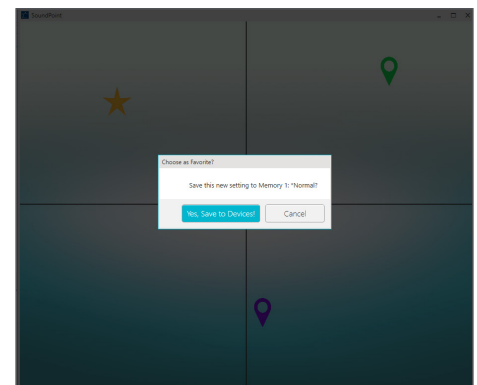 SoundPoint
Choose as Favorite?
Save this new setting to Memory 1: "Normal?
Yes, Save to Devices!
Cancel